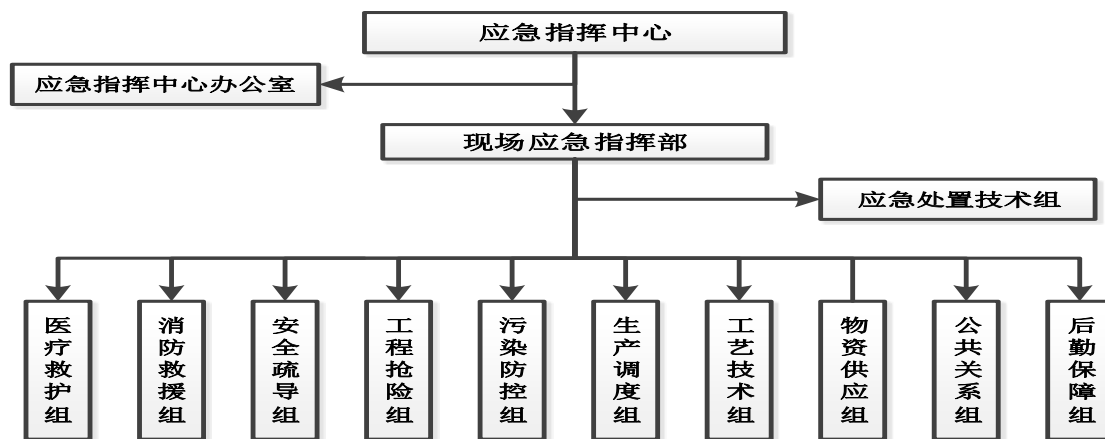 应急指挥中心
应急指挥中心办公室
现场应急指挥部
应急处置技术组
医疗救护组
消防救援组
安全疏导组
工程抢险组
污染防控组
生产调度组
工艺技术组
物资供应组
公共关系组
后勤保障组